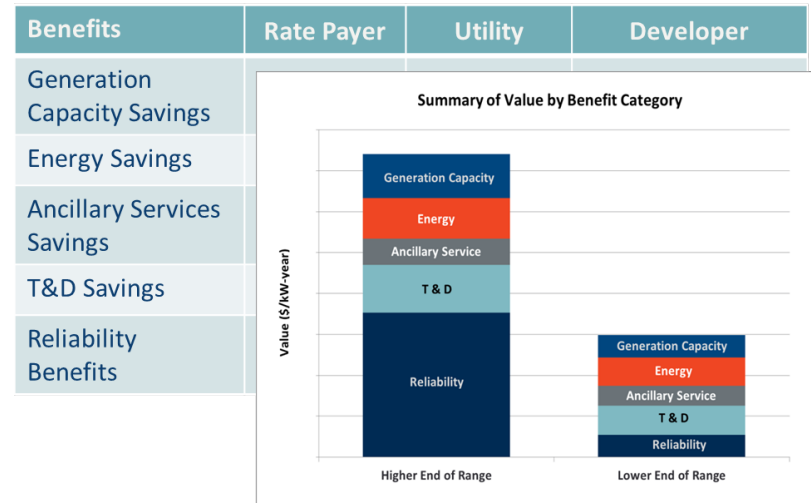 Benefits
Rate Payer
Utility
Developer
Generation
Capacity Savings
Energy Savings
Ancillary Services
Savings
T&D Savings
Reliability
Benefits
Summary of Value by Benefit Category
Value ($/kW-year)
Generation Capacity
Energy
Ancillary Service
T & D
Reliability
Higher End of Range
Generation Capacity
Energy
Ancillary Service
T & D
Reliability
Lower End of Range